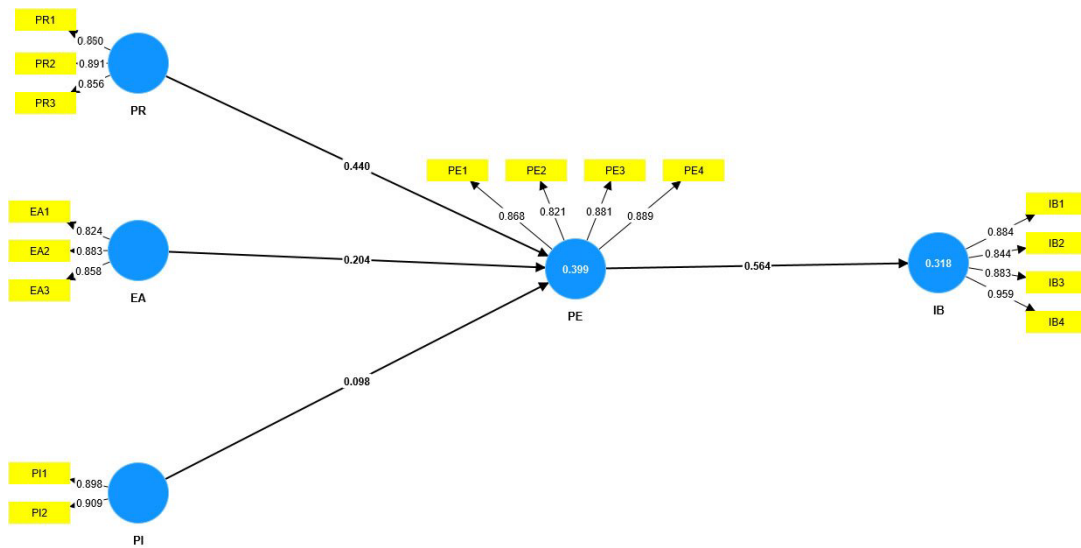 PR1
0.860
PR2
0.891
PR3
0.856
PR
0.440
PE1
PE2
PE3
PE4
0.868
0.821
0.881
0.889
EA1
0.824
EA2
0.883
EA3
0.858
EA
0.204
0.399
PE
0.564
IB1
0.884
IB2
0.844
0.318
IB3
0.883
0.959
IB4
IB
0.098
PI1
0.898
PI2
0.909
PI